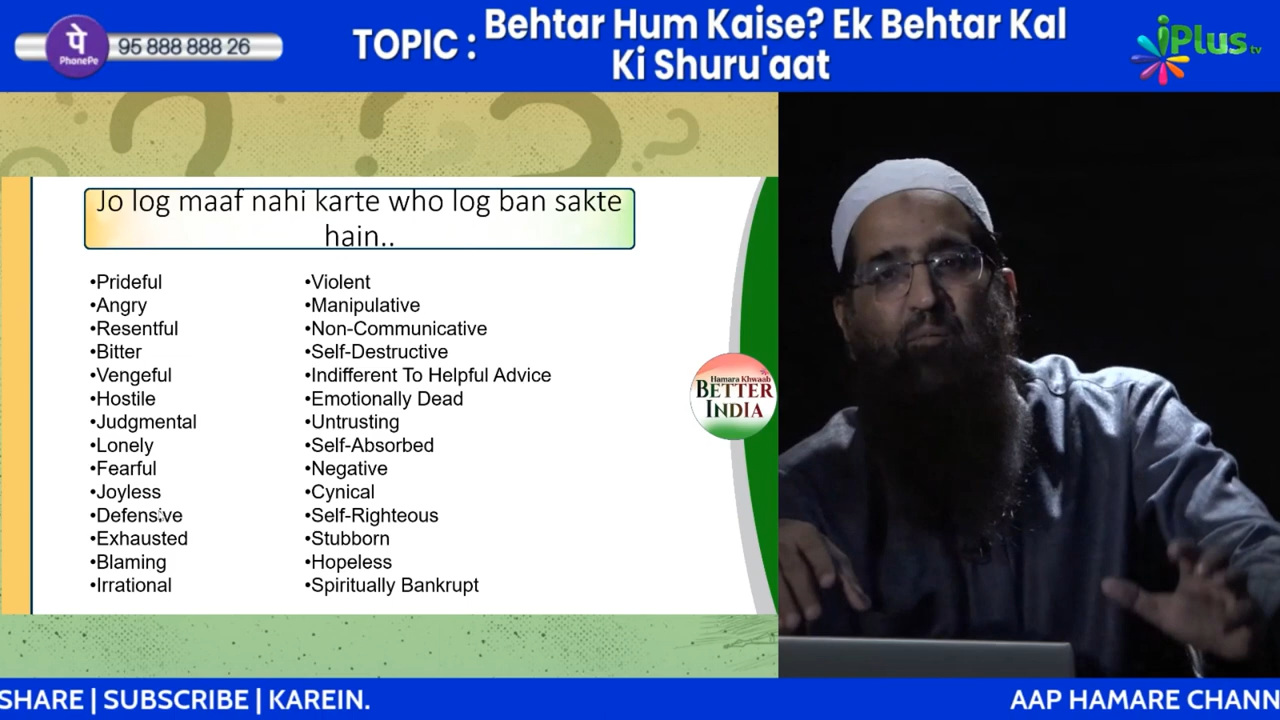 पे
PhonePe
95 888 888 26
TOPIC :
Behtar Hum Kaise? Ek Behtar Kal
Ki Shuru'aat
iPlus tv
Jo log maaf nahi karte who log ban sakte
hain..
•Prideful
•Angry
•Resentful
•Bitter
•Vengeful
•Hostile
•Judgmental
•Lonely
•Fearful
•Joyless
•Defensive
•Exhausted
•Blaming
•Irrational
•Violent
•Manipulative
•Non-Communicative
•Self-Destructive
•Indifferent To Helpful Advice
•Emotionally Dead
•Untrusting
•Self-Absorbed
•Negative
•Cynical
•Self-Righteous
•Stubborn
•Hopeless
•Spiritually Bankrupt
Hamara Khwaab
BETTER
INDIA
SHARE | SUBSCRIBE | KAREIN.
AAP HAMARE CHANN